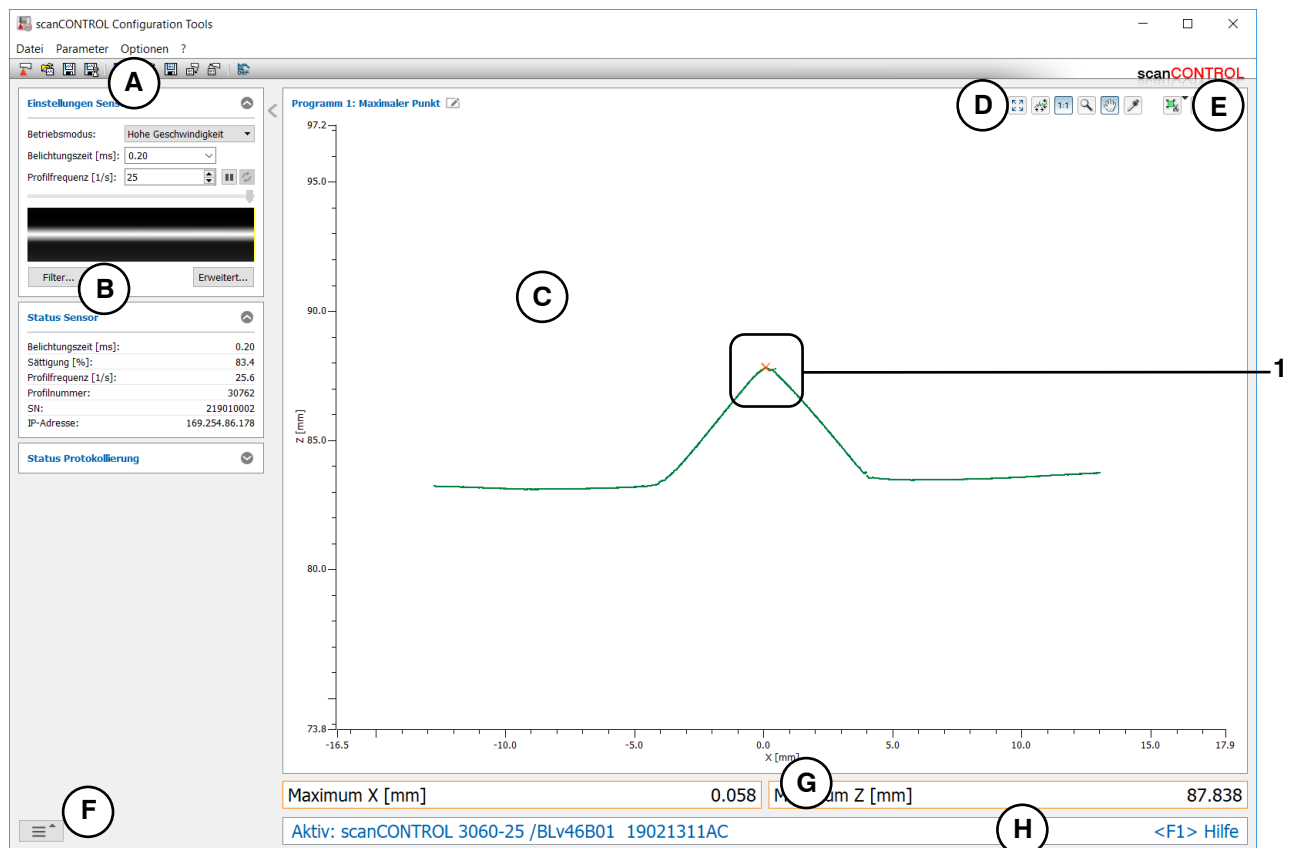 scanCONTROL Configuration Tools
Datei Parameter Optionen ?
A
scanCONTROL
Einstellungen Sens
Programm 1: Maximaler Punkt
D
1:1
E
Betriebsmodus: Hohe Geschwindigkeit
Belichtungszeit [ms]: 0.20
Profilfrequenz [1/s]: 25
Filter...
B
Erweitert...
Status Sensor
Belichtungszeit [ms]: 0.20
Sättigung [%]: 83.4
Profilfrequenz [1/s]: 25.6
Profilnummer: 30762
SN: 219010002
IP-Adresse: 169.254.86.178
Status Protokollierung
97.2
95.0
90.0
Z [mm]
85.0
80.0
73.8
C
1
-16.5 -10.0 -5.0 0.0 5.0 10.0 15.0 17.9
X [mm]
G
Maximum X [mm] 0.058
Z [mm] 87.838
F
Aktiv: scanCONTROL 3060-25 /BLv46B01 19021311AC
H
<F1> Hilfe